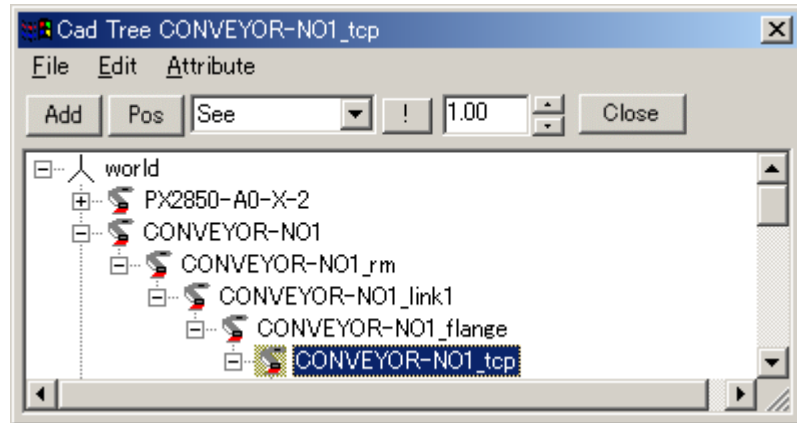 Cad Tree CONVEYOR-NO1_tcp
File Edit Attribute
Add Pos See ! 1.00 Close
world
PX2850-A0-X-2
CONVEYOR-NO1
CONVEYOR-NO1_rm
CONVEYOR-NO1_link1
CONVEYOR-NO1_flange
CONVEYOR-NO1_tcp